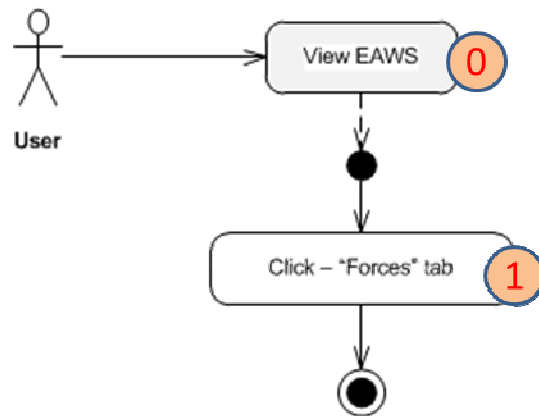 View EAWS
0
User
Click – “Forces” tab
1